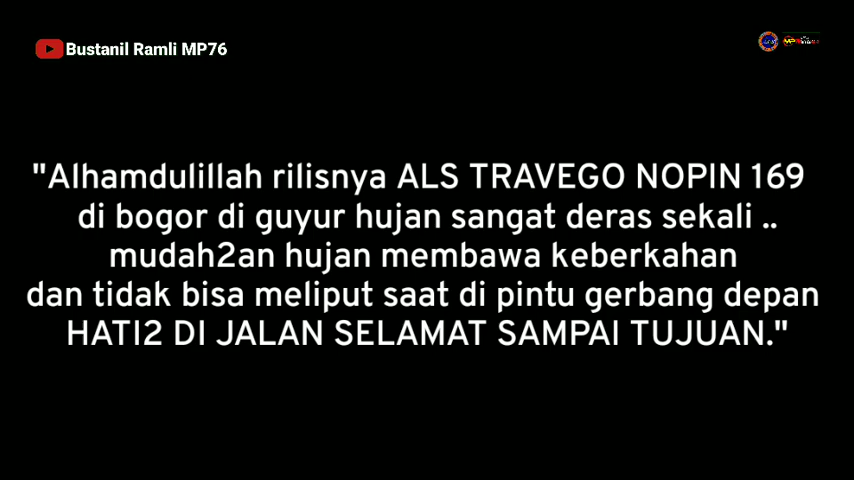 Bustanil Ramli MP76
"Alhamdulillah rilisnya ALS TRAVEGO NOPIN 169
di bogor di guyur hujan sangat deras sekali ..
mudah2an hujan membawa keberkahan
dan tidak bisa meliput saat di pintu gerbang depan
HATI2 DI JALAN SELAMAT SAMPAI TUJUAN."